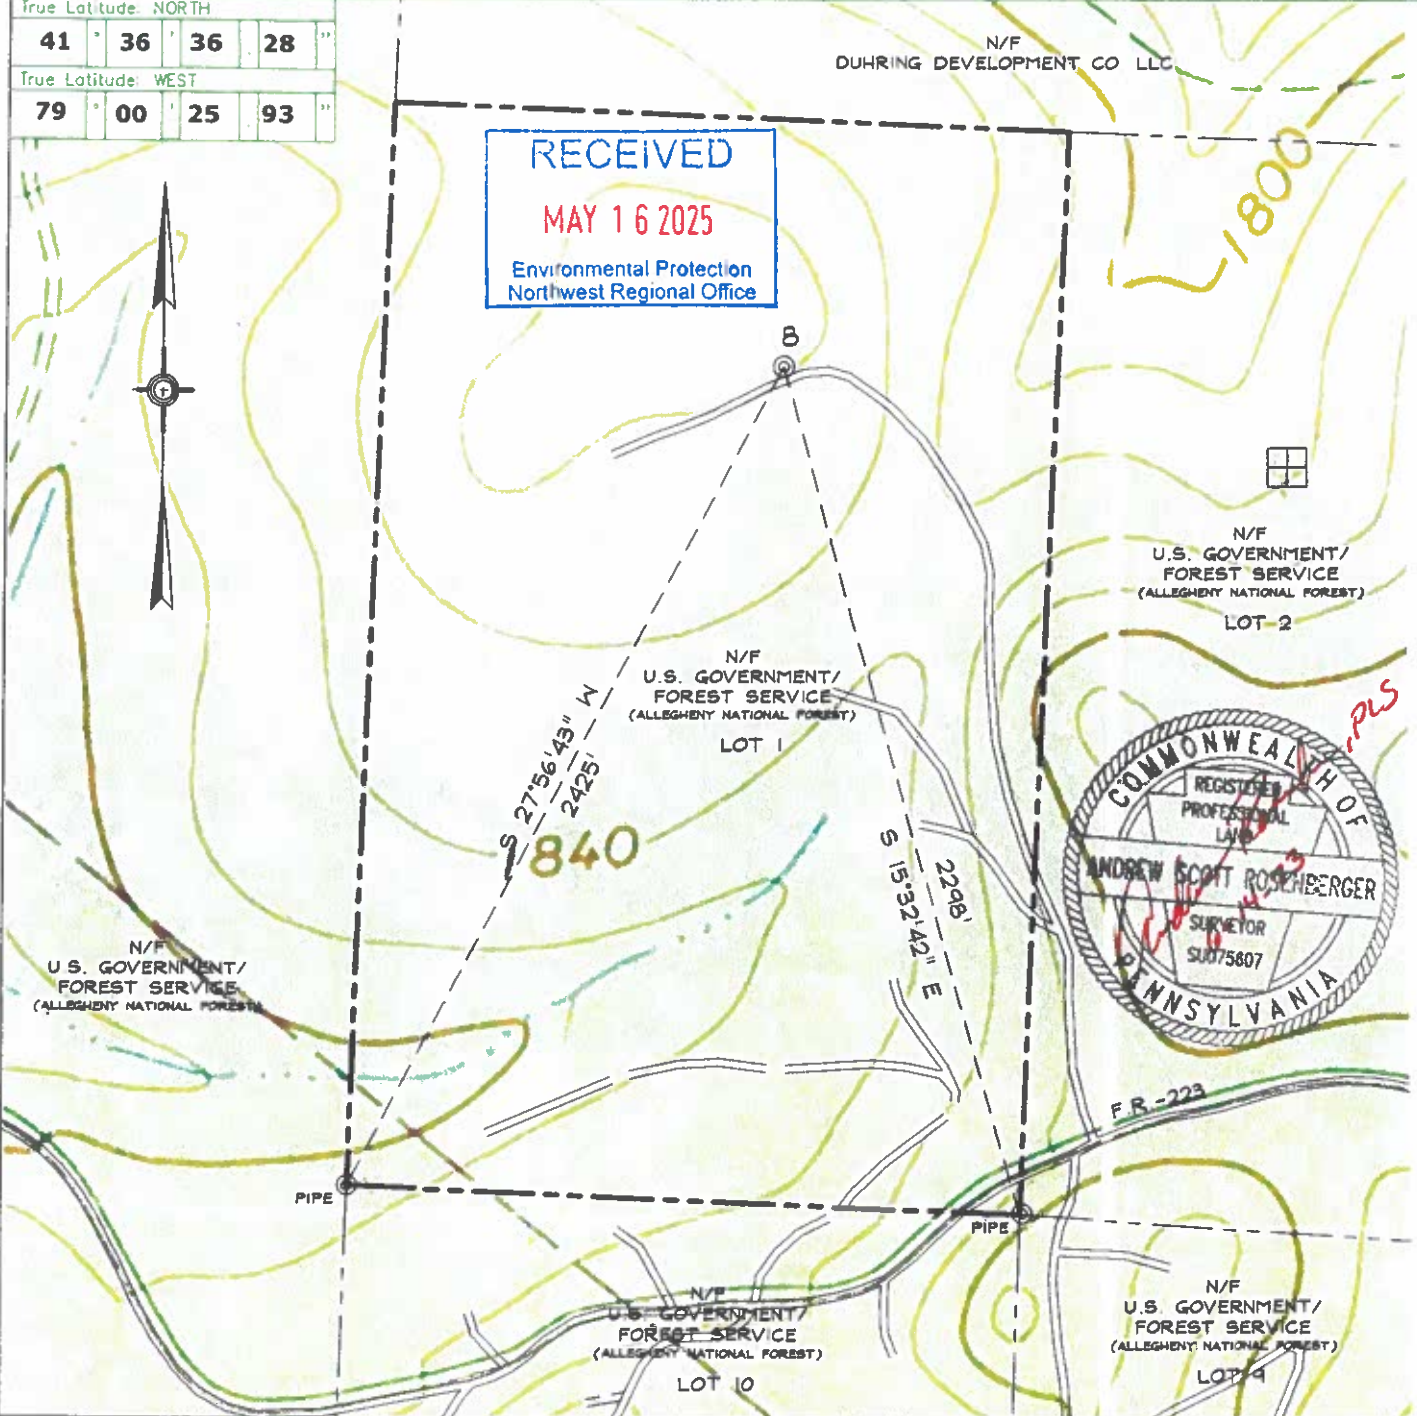 True Latitude: NORTH
41 ° 36 ' 36 . 28 "
True Latitude: WEST
79 ° 00 ' 25 . 93 "
N/F
DUHRING DEVELOPMENT CO LLC
RECEIVED
MAY 16 2025
Environmental Protection
Northwest Regional Office
1800
8
N/F
U.S. GOVERNMENT/
FOREST SERVICE
(ALLEGHENY NATIONAL FOREST)
LOT 2
N/F
U.S. GOVERNMENT/
FOREST SERVICE
(ALLEGHENY NATIONAL FOREST)
LOT 1
S 27°56'43" W
2425'
840
2298'
S 15°32'42" E
, PLS
COMMONWEALTH OF
REGISTERED
PROFESSIONAL
LAND
ANDREW SCOTT ROSENBERGER
SURVEYOR
SU075607
PENNSYLVANIA
N/F
U.S. GOVERNMENT/
FOREST SERVICE
(ALLEGHENY NATIONAL FOREST)
F.R.-223
PIPE
PIPE
N/F
U.S. GOVERNMENT/
FOREST SERVICE
(ALLEGHENY NATIONAL FOREST)
LOT 10
N/F
U.S. GOVERNMENT/
FOREST SERVICE
(ALLEGHENY NATIONAL FOREST)
LOT 9